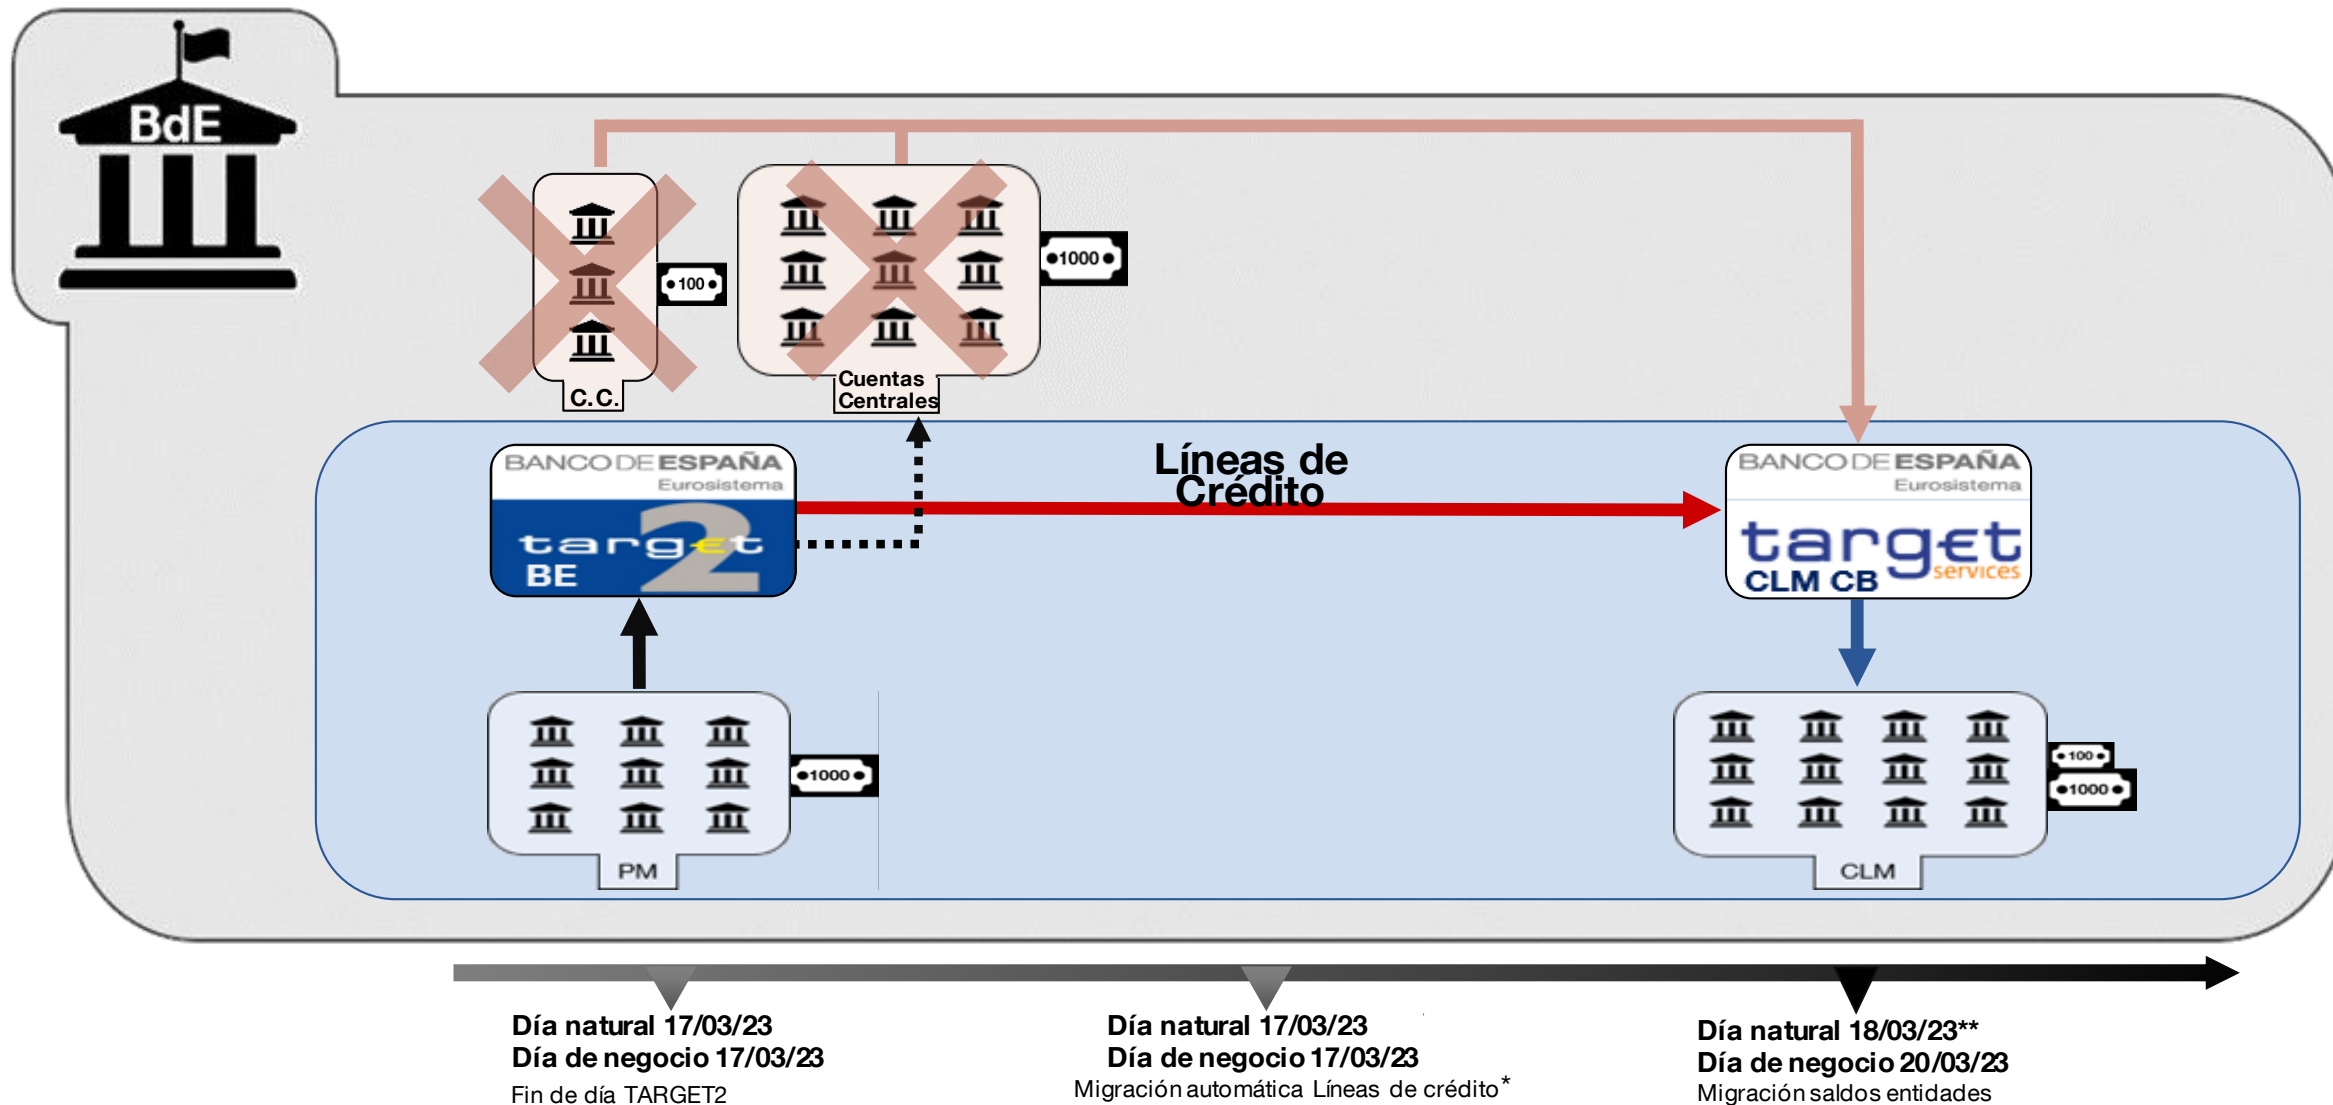 BdE
100
1000
C.C.
Cuentas
Centrales
BANCO DE ESPAÑA
Eurosistema
target
2
BE
Líneas de
Crédito
BANCO DE ESPAÑA
Eurosistema
target
services
CLM CB
1000
PM
100
1000
CLM
Día natural 17/03/23
Día de negocio 17/03/23
Fin de día TARGET2
Día natural 17/03/23
Día de negocio 17/03/23
Migración automática Líneas de crédito*
Día natural 18/03/23**
Día de negocio 20/03/23
Migración saldos entidades